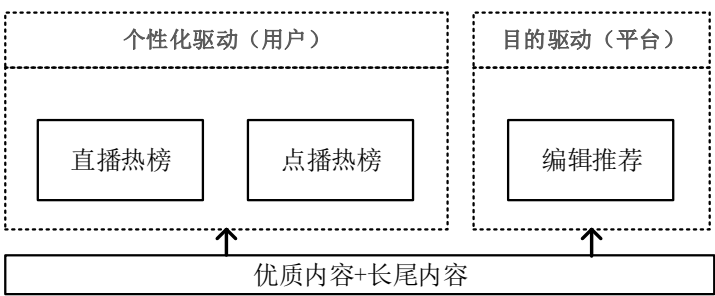 个性化驱动（用户）
目的驱动（平台）
直播热榜
点播热榜
编辑推荐
优质内容+长尾内容